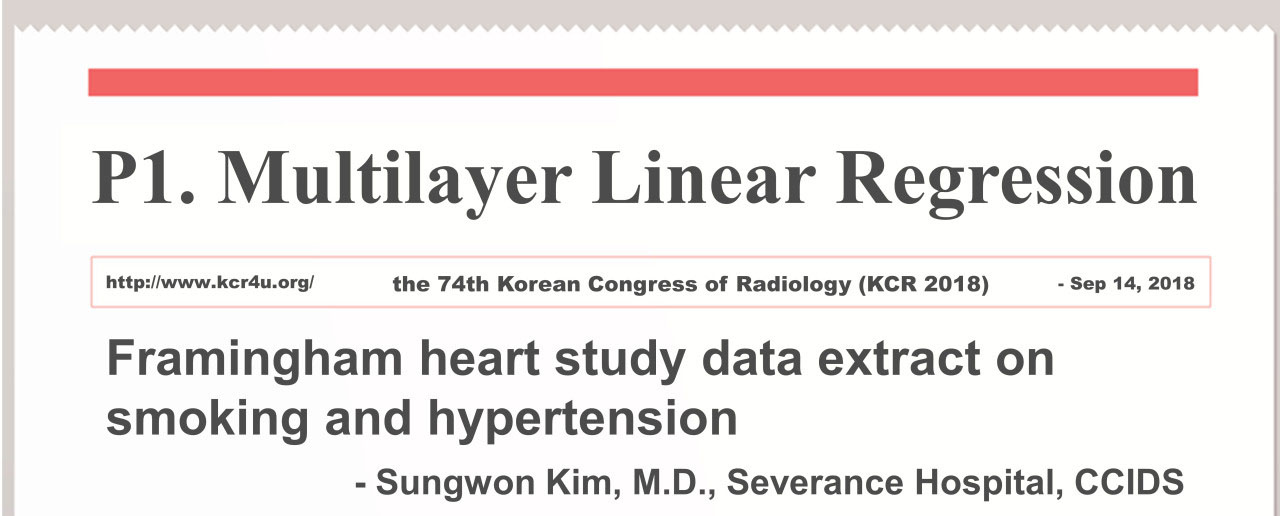 P1. Multilayer Linear Regression
http://www.kcr4u.org/ the 74th Korean Congress of Radiology (KCR 2018) - Sep 14, 2018
Framingham heart study data extract on
smoking and hypertension
- Sungwon Kim, M.D., Severance Hospital, CCIDS